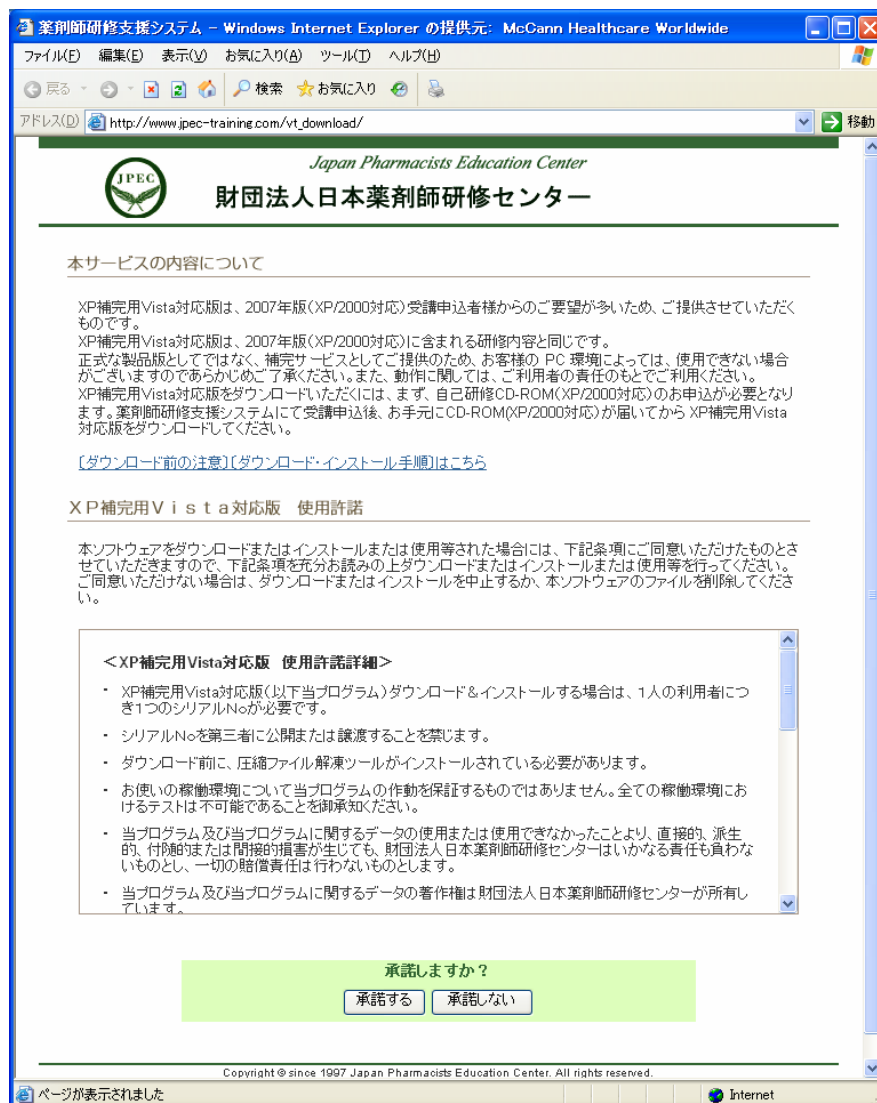 薬剤師研修支援システム - Windows Internet Explorer の提供元: McCann Healthcare Worldwide
ファイル(F) 編集(E) 表示(V) お気に入り(A) ツール(T) ヘルプ(H)
戻る 検索 お気に入り
アドレス(D) http://www.jpec-training.com/vt_download/ 移動
JPEC
Japan Pharmacists Education Center
財団法人日本薬剤師研修センター
本サービスの内容について
XP補完用Vista対応版は、2007年版(XP/2000対応)受講申込者様からのご要望が多いため、ご提供させていただく
ものです。
XP補完用Vista対応版は、2007年版(XP/2000対応)に含まれる研修内容と同じです。
正式な製品版としてではなく、補完サービスとしてご提供のため、お客様の PC 環境によっては、使用できない場合
がございますのであらかじめご了承ください。また、動作に関しては、ご利用者の責任のもとでご利用ください。
XP補完用Vista対応版をダウンロードいただくには、まず、自己研修CD-ROM(XP/2000対応)のお申込が必要となり
ます。薬剤師研修支援システムにて受講申込後、お手元にCD-ROM(XP/2000対応)が届いてから XP補完用Vista
対応版をダウンロードしてください。
〔ダウンロード前の注意〕〔ダウンロード・インストール手順〕はこちら
XP補完用Vista対応版 使用許諾
本ソフトウェアをダウンロードまたはインストールまたは使用等された場合には、下記条項にご同意いただけたものとさ
せていただきますので、下記条項を充分お読みの上ダウンロードまたはインストールまたは使用等を行ってください。
ご同意いただけない場合は、ダウンロードまたはインストールを中止するか、本ソフトウェアのファイルを削除してくださ
い。
＜XP補完用Vista対応版 使用許諾詳細＞
・ XP補完用Vista対応版(以下当プログラム)ダウンロード＆インストールする場合は、1人の利用者につ
き1つのシリアルNoが必要です。
・ シリアルNoを第三者に公開または譲渡することを禁じます。
・ ダウンロード前に、圧縮ファイル解凍ツールがインストールされている必要があります。
・ お使いの稼働環境について当プログラムの作動を保証するものではありません。全ての稼働環境にお
けるテストは不可能であることを御承知ください。
・ 当プログラム及び当プログラムに関するデータの使用または使用できなかったことより、直接的、派生
的、付随的または間接的損害が生じても、財団法人日本薬剤師研修センターはいかなる責任も負わな
いものとし、一切の賠償責任は行わないものとします。
・ 当プログラム及び当プログラムに関するデータの著作権は財団法人日本薬剤師研修センターが所有し
ています。
承諾しますか？
承諾する 承諾しない
Copyright © since 1997 Japan Pharmacists Education Center. All rights reserved.
ページが表示されました Internet